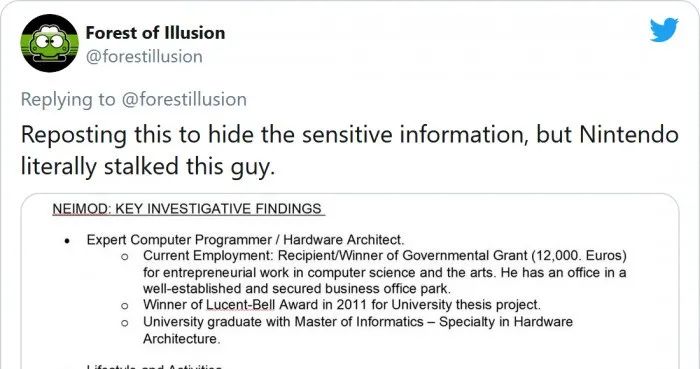 Forest of Illusion
@forestillusion
Replying to @forestillusion
Reposting this to hide the sensitive information, but Nintendo
literally stalked this guy.
NEIMOD: KEY INVESTIGATIVE FINDINGS
• Expert Computer Programmer / Hardware Architect.
o Current Employment: Recipient/Winner of Governmental Grant (12,000. Euros)
for entrepreneurial work in computer science and the arts. He has an office in a
well-established and secured business office park.
o Winner of Lucent-Bell Award in 2011 for University thesis project.
o University graduate with Master of Informatics – Specialty in Hardware
Architecture.
• Lifestyle and Activities